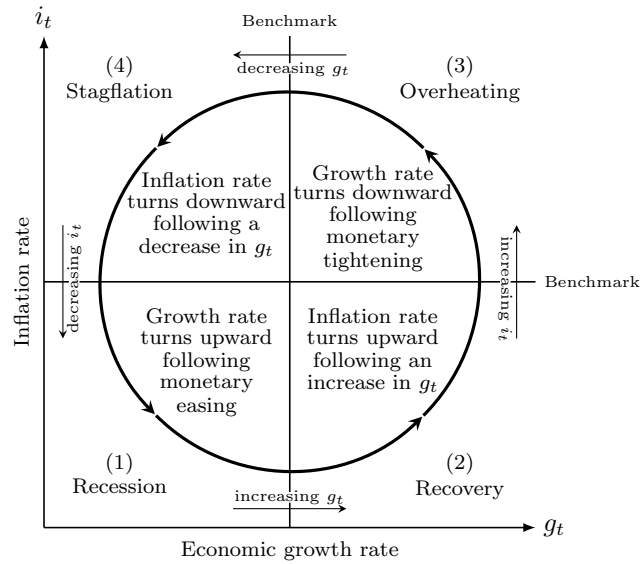 i_t
Benchmark
decreasing g_t
(4)
Stagflation
(3)
Overheating
Inflation rate
turns downward
following a
decrease in g_t
Growth rate
turns downward
following
monetary
tightening
Inflation rate
decreasing i_t
increasing i_t
Benchmark
Growth rate
turns upward
following
monetary
easing
Inflation rate
turns upward
following an
increase in g_t
(1)
Recession
(2)
Recovery
increasing g_t
g_t
Economic growth rate